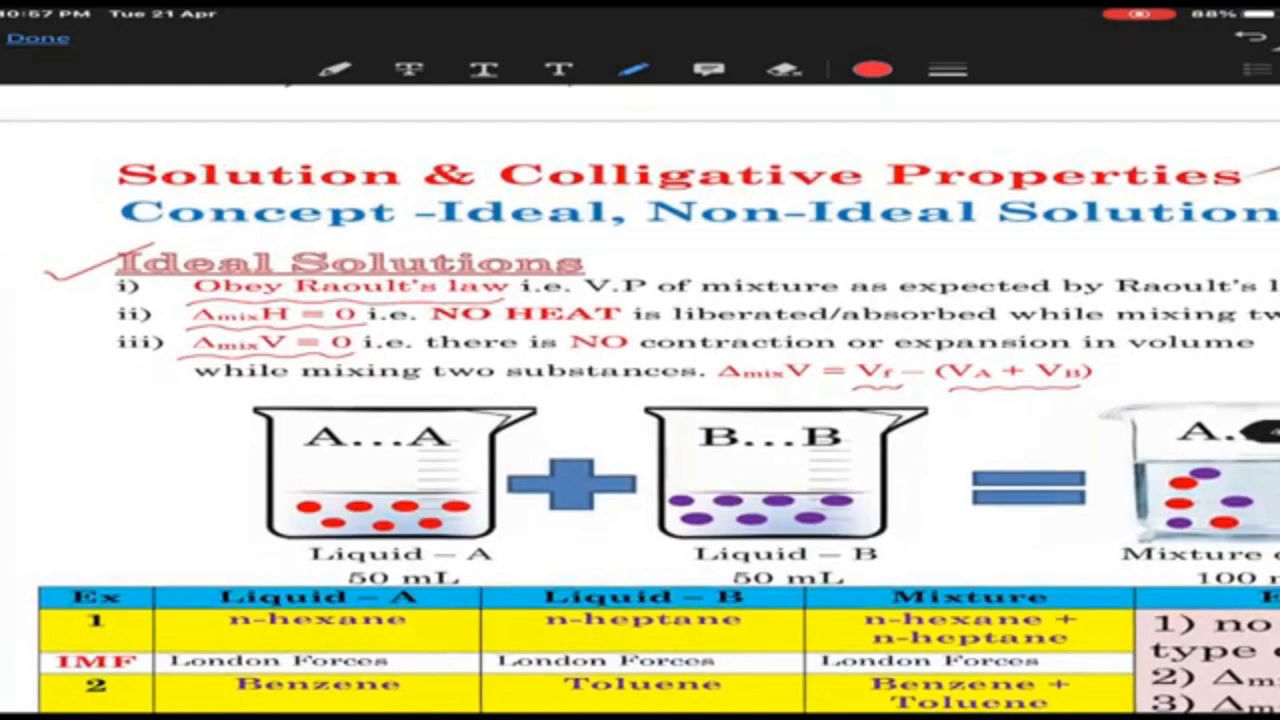 10:57 PM Tue 21 Apr 88%
Done
Solution & Colligative Properties
Concept -Ideal, Non-Ideal Solution
Ideal Solutions
i) Obey Raoult's law i.e. V.P of mixture as expected by Raoult's
ii) ΔmixH = 0 i.e. NO HEAT is liberated/absorbed while mixing
iii) ΔmixV = 0 i.e. there is NO contraction or expansion in volume
while mixing two substances. ΔmixV = Vf – (VA + VB)
A...A B...B A.
Liquid – A Liquid – B Mixture
50 mL 50 mL 100
Ex Liquid – A Liquid – B Mixture
1 n-hexane n-heptane n-hexane +
n-heptane
1) no
IMF London Forces London Forces London Forces
type
2 Benzene Toluene Benzene +
Toluene
2) Δm
3) Δm